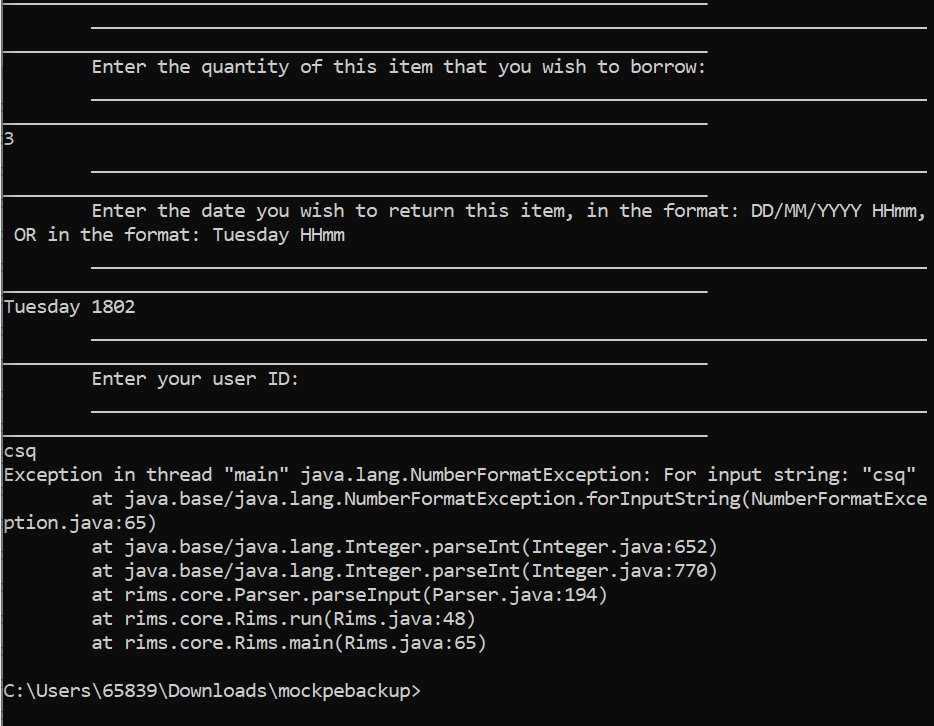 Enter the quantity of this item that you wish to borrow:
3
Enter the date you wish to return this item, in the format: DD/MM/YYYY HHmm,
OR in the format: Tuesday HHmm
Tuesday 1802
Enter your user ID:
csq
Exception in thread "main" java.lang.NumberFormatException: For input string: "csq"
at java.base/java.lang.NumberFormatException.forInputString(NumberFormatExce
ption.java:65)
at java.base/java.lang.Integer.parseInt(Integer.java:652)
at java.base/java.lang.Integer.parseInt(Integer.java:770)
at rims.core.Parser.parseInput(Parser.java:194)
at rims.core.Rims.run(Rims.java:48)
at rims.core.Rims.main(Rims.java:65)
C:\Users\65839\Downloads\mockpebackup>